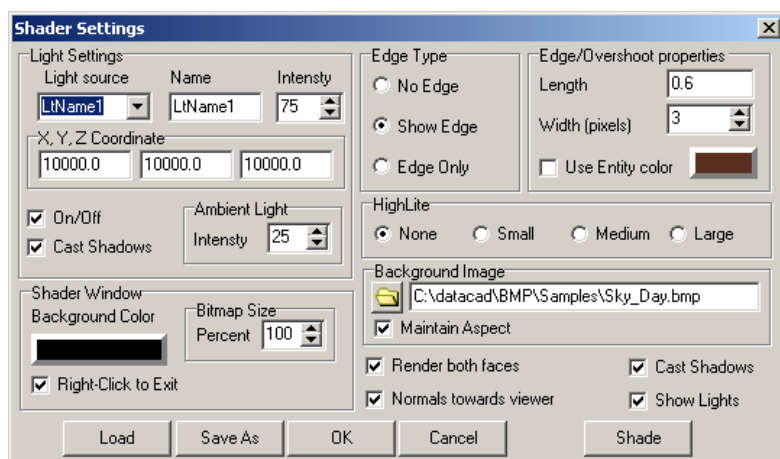 Shader Settings
Light Settings
Light source Name Intensty
LtName1 LtName1 75
X, Y, Z Coordinate
10000.0 10000.0 10000.0
On/Off
Cast Shadows
Ambient Light
Intensty 25
Shader Window
Background Color
Bitmap Size
Percent 100
Right-Click to Exit
Edge Type
No Edge
Show Edge
Edge Only
Edge/Overshoot properties
Length 0.6
Width (pixels) 3
Use Entity color
HighLite
None Small Medium Large
Background Image
C:\datacad\BMP\Samples\Sky_Day.bmp
Maintain Aspect
Render both faces Cast Shadows
Normals towards viewer Show Lights
Load Save As OK Cancel Shade